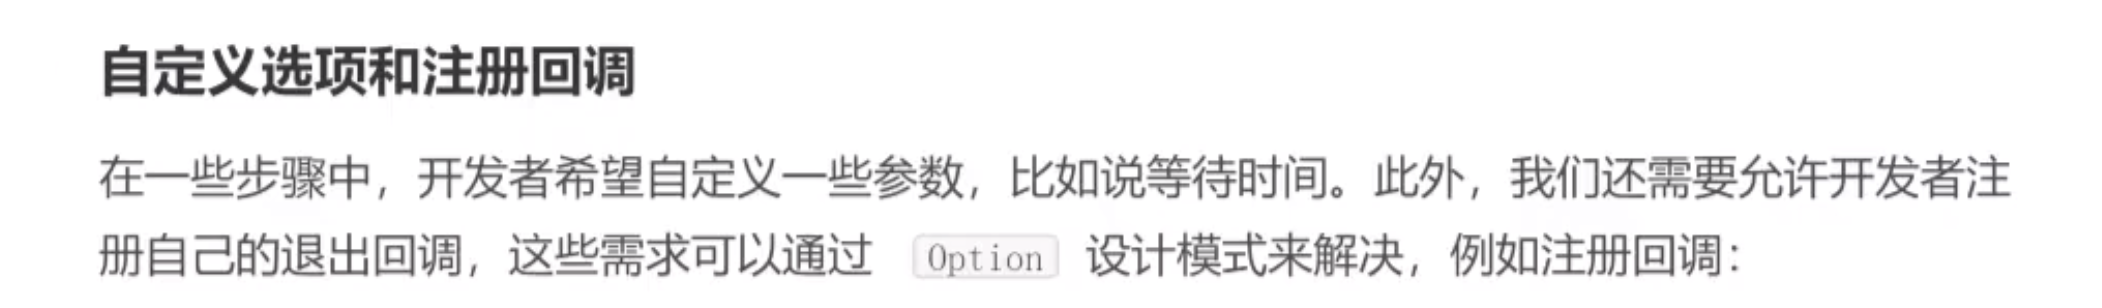 自定义选项和注册回调
在一些步骤中，开发者希望自定义一些参数，比如说等待时间。此外，我们还需要允许开发者注
册自己的退出回调，这些需求可以通过 Option 设计模式来解决，例如注册回调：